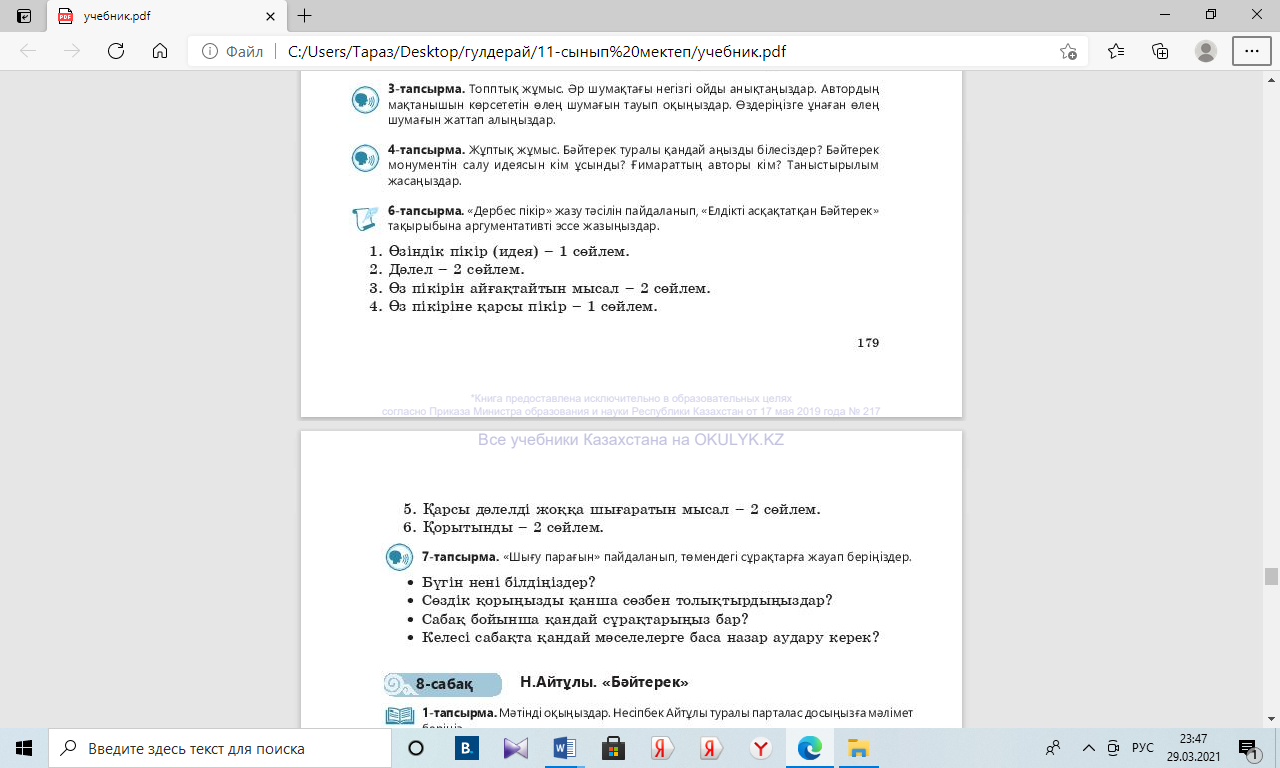 учебник.pdf
Файл
C:/Users/Тараз/Desktop/гулдерай/11-сынып%20мектеп/учебник.pdf
3-тапсырма. Топптық жұмыс. Әр шумақтағы негізгі ойды анықтаңыздар. Автордың
мақтанышын көрсететін өлең шумағын тауып оқыңыздар. Өздеріңізге ұнаған өлең
шумағын жаттап алыңыздар.
4-тапсырма. Жұптық жұмыс. Бәйтерек туралы қандай аңызды білесіздер? Бәйтерек
монументін салу идеясын кім ұсынды? Ғимараттың авторы кім? Таныстырылым
жасаңыздар.
6-тапсырма. «Дербес пікір» жазу тәсілін пайдаланып, «Елдікті асқақтатқан Бәйтерек»
тақырыбына аргументативті эссе жазыңыздар.
1. Өзіндік пікір (идея) – 1 сөйлем.
2. Дәлел – 2 сөйлем.
3. Өз пікірін айғақтайтын мысал – 2 сөйлем.
4. Өз пікіріне қарсы пікір – 1 сөйлем.
179
*Книга предоставлена исключительно в образовательных целях
согласно Приказа Министра образования и науки Республики Казахстан от 17 мая 2019 года № 217
Все учебники Казахстана на OKULYK.KZ
5. Қарсы дәлелді жоққа шығаратын мысал – 2 сөйлем.
6. Қорытынды – 2 сөйлем.
7-тапсырма. «Шығу парағын» пайдаланып, төмендегі сұрақтарға жауап беріңіздер.
• Бүгін нені білдіңіздер?
• Сөздік қорыңызды қанша сөзбен толықтырдыңыздар?
• Сабақ бойынша қандай сұрақтарыңыз бар?
• Келесі сабақта қандай мәселелерге баса назар аудару керек?
8-сабақ
Н.Айтұлы. «Бәйтерек»
1-тапсырма. Мәтінді оқыңыздар. Несіпбек Айтұлы туралы парталас досыңызға мәлімет
Введите здесь текст для поиска
РУС
23:47
29.03.2021